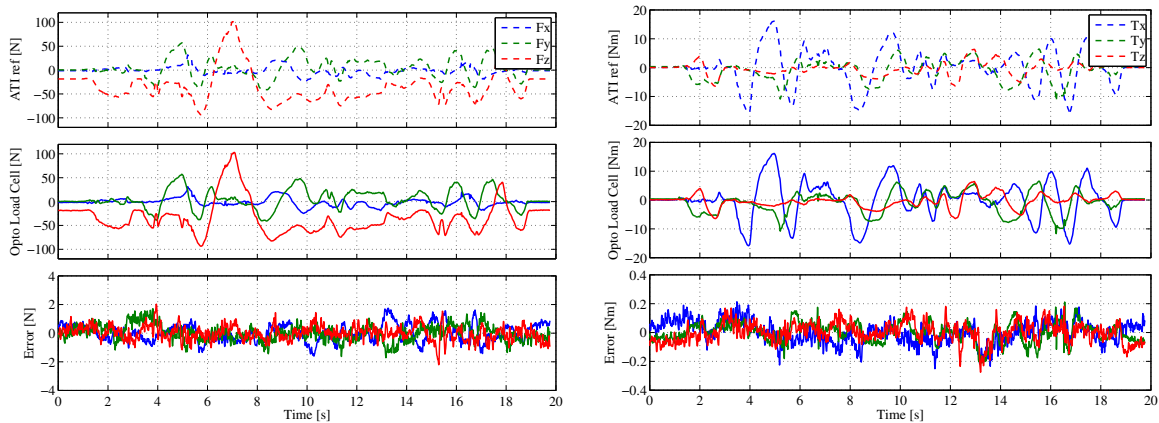 100
50
0
−50
−100
ATI ref [N]
Fx
Fy
Fz
100
50
0
−50
−100
Opto Load Cell [N]
4
2
0
−2
−4
Error [N]
0 2 4 6 8 10 12 14 16 18 20
Time [s]
20
10
0
−10
−20
ATI ref [Nm]
Tx
Ty
Tz
20
10
0
−10
−20
Opto Load Cell [Nm]
0.4
0.2
0
−0.2
−0.4
Error [Nm]
0 2 4 6 8 10 12 14 16 18 20
Time [s]